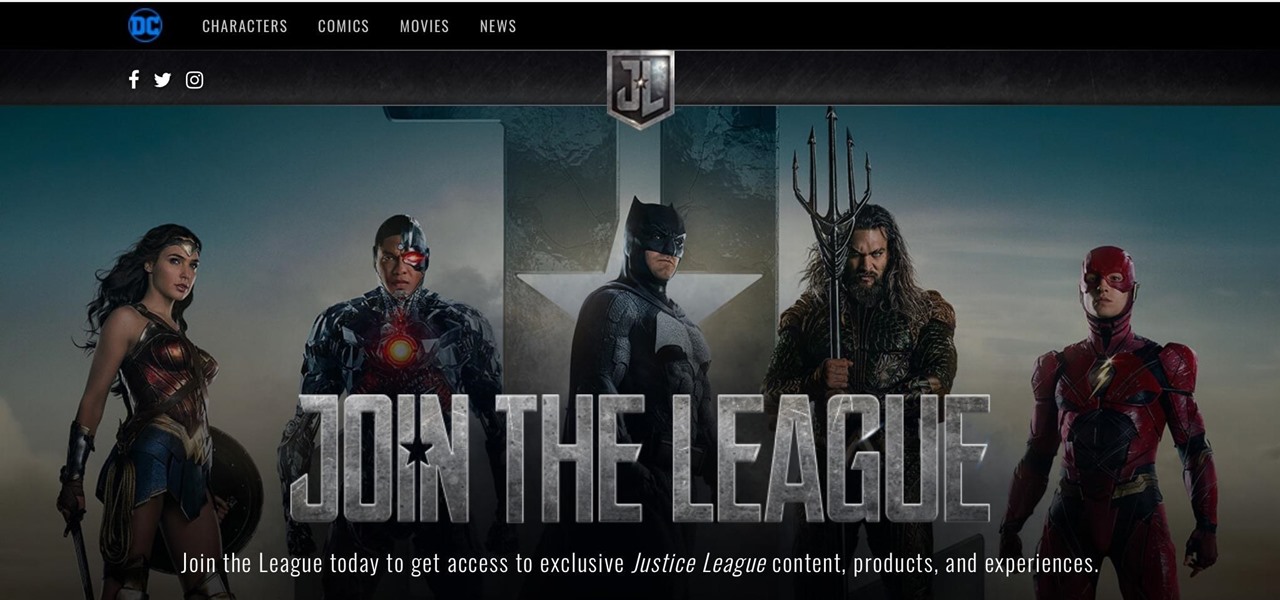 DC
CHARACTERS COMICS MOVIES NEWS
JL
JOIN THE LEAGUE
Join the League today to get access to exclusive Justice League content, products, and experiences.